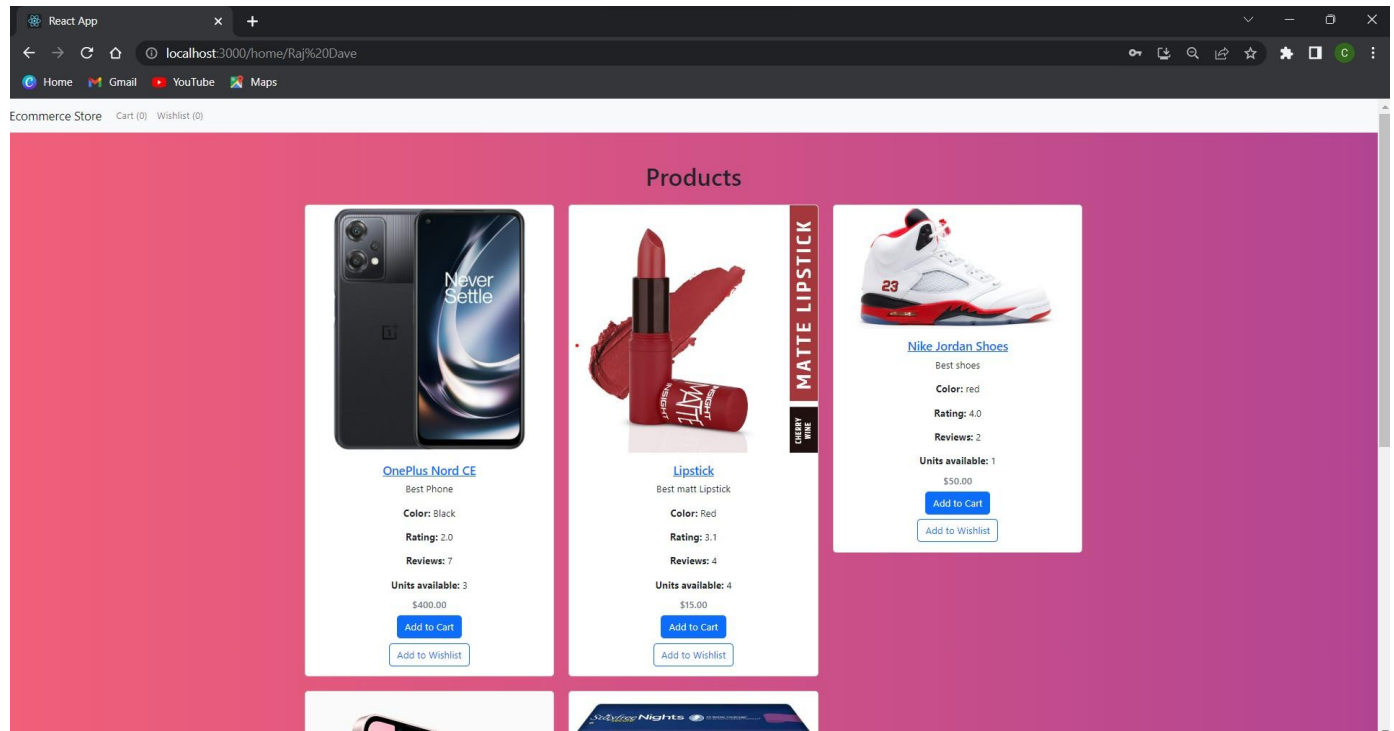 React App
localhost:3000/home/Raj%20Dave
C
Home Gmail YouTube Maps
Ecommerce Store Cart (0) Wishlist (0)
Products
Never
Settle
OnePlus Nord CE
Best Phone
Color: Black
Rating: 2.0
Reviews: 7
Units available: 3
$400.00
Add to Cart
Add to Wishlist
MATTE LIPSTICK
CHERRY
WINE
INSIGHT
MATTE
INSIGHT
Lipstick
Best matt Lipstick
Color: Red
Rating: 3.1
Reviews: 4
Units available: 4
$15.00
Add to Cart
Add to Wishlist
23
Nike Jordan Shoes
Best shoes
Color: red
Rating: 4.0
Reviews: 2
Units available: 1
$50.00
Add to Cart
Add to Wishlist
Stayfree Nights